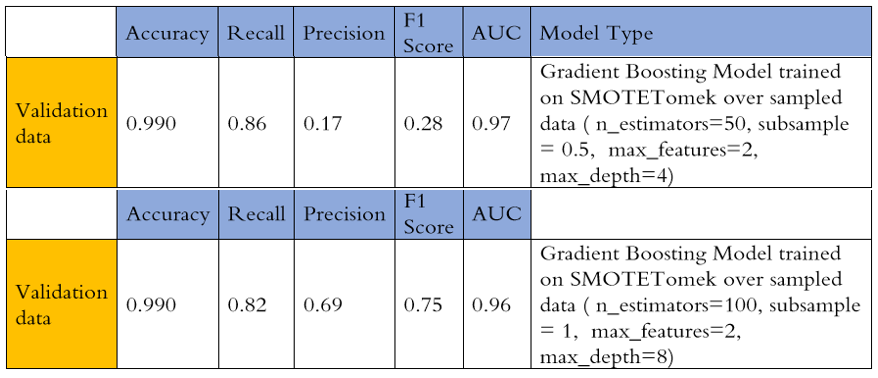 Accuracy Recall Precision F1 Score AUC Model Type
Validation data 0.990 0.86 0.17 0.28 0.97 Gradient Boosting Model trained
on SMOTETomek over sampled
data ( n_estimators=50, subsample
= 0.5, max_features=2,
max_depth=4)
Accuracy Recall Precision F1 Score AUC
Validation data 0.990 0.82 0.69 0.75 0.96 Gradient Boosting Model trained
on SMOTETomek over sampled
data ( n_estimators=100, subsample
= 1, max_features=2,
max_depth=8)